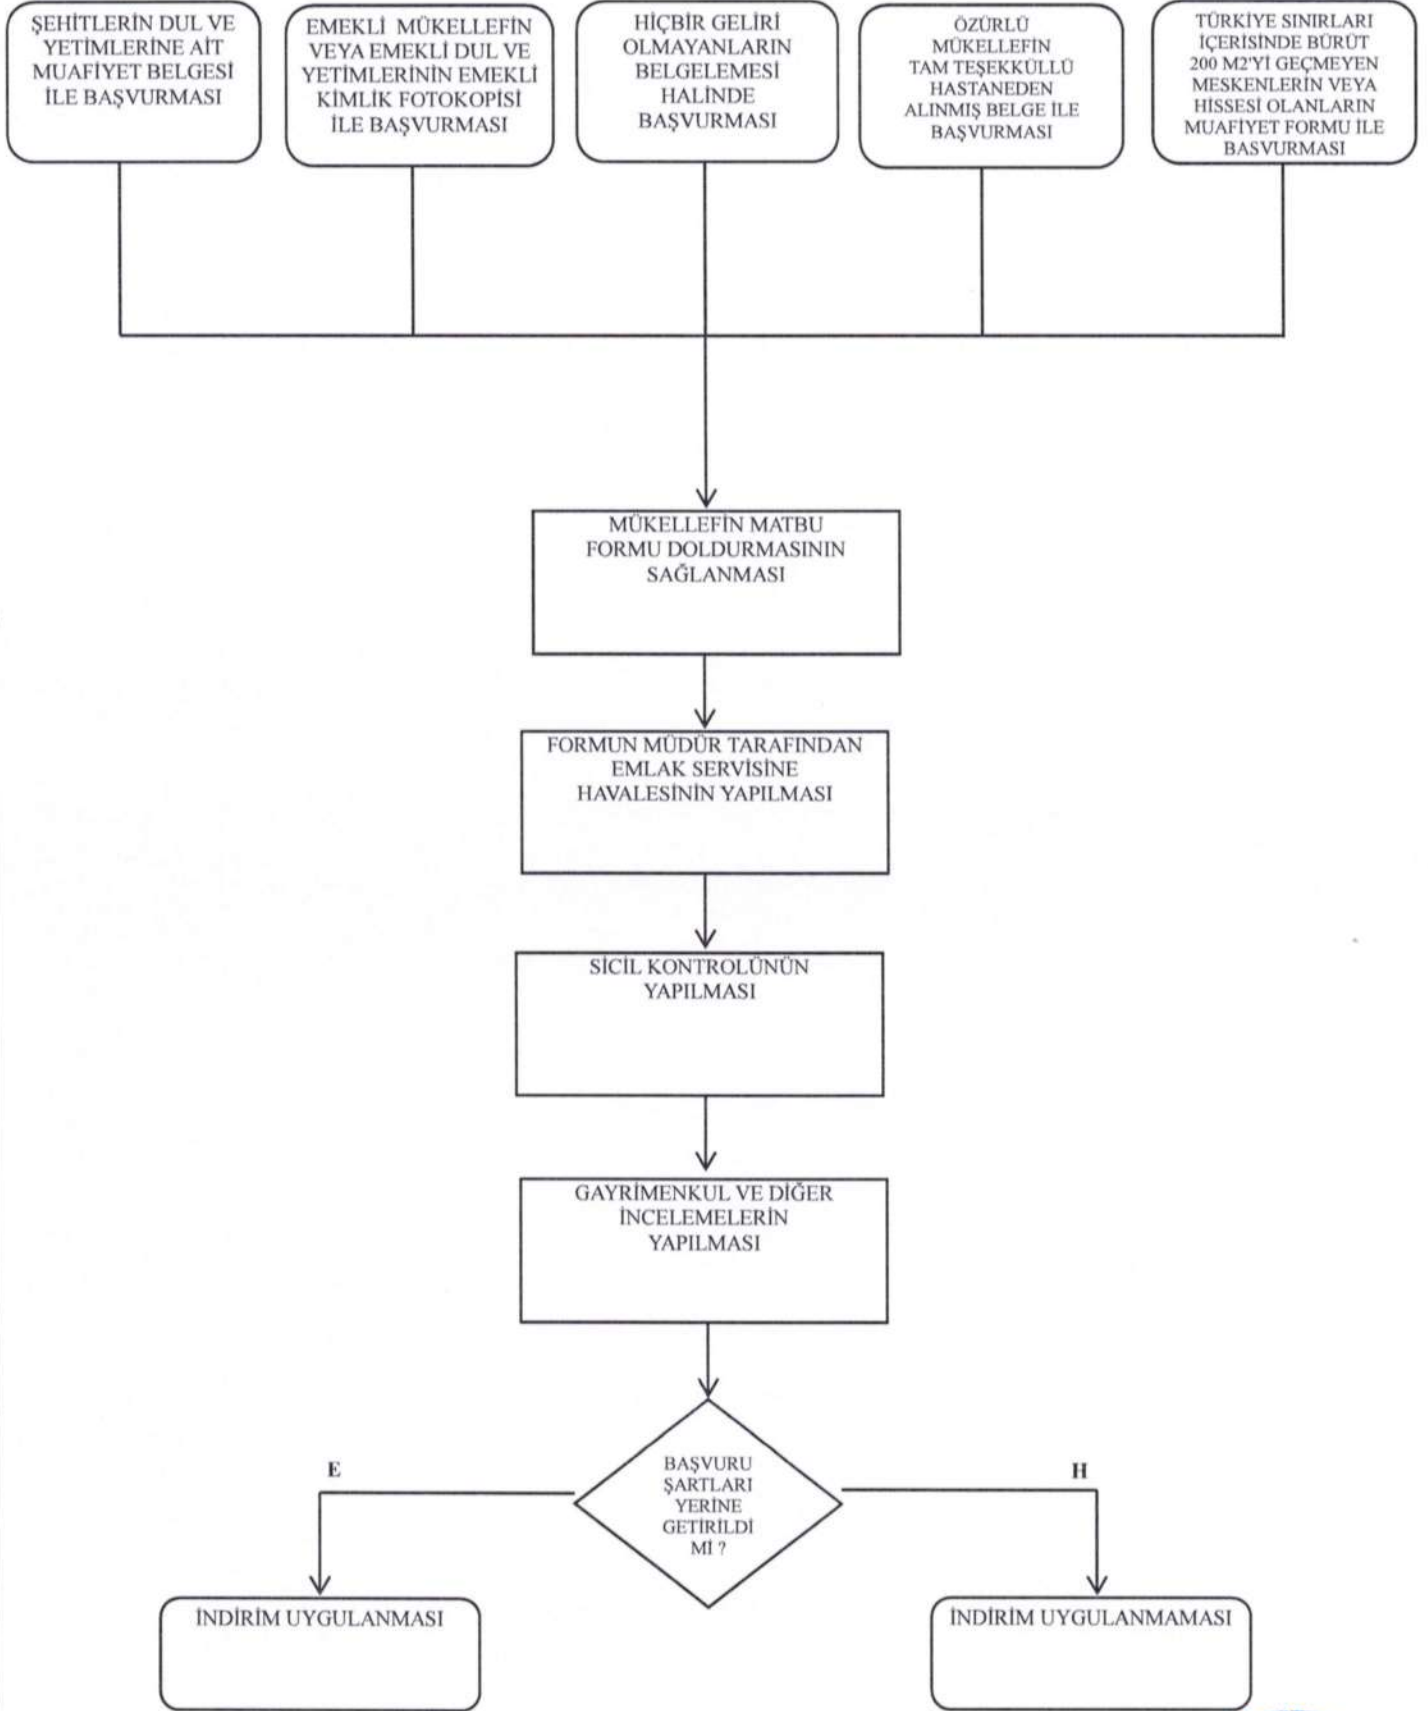 ŞEHİTLERİN DUL VE
YETİMLERİNE AİT
MUAFİYET BELGESİ
İLE BAŞVURMASI
EMEKLİ MÜKELLEFİN
VEYA EMEKLİ DUL VE
YETİMLERİNİN EMEKLİ
KİMLİK FOTOKOPİSİ
İLE BAŞVURMASI
HİÇBİR GELİRİ
OLMAYANLARIN
BELGELEMESİ
HALİNDE
BAŞVURMASI
ÖZÜRLÜ
MÜKELLEFİN
TAM TEŞEKKÜLLÜ
HASTANEDEN
ALINMIŞ BELGE İLE
BAŞVURMASI
TÜRKİYE SINIRLARI
İÇERİSİNDE BÜRÜT
200 M2'Yİ GEÇMEYEN
MESKENLERİN VEYA
HİSSESİ OLANLARIN
MUAFİYET FORMU İLE
BASVURMASI
MÜKELLEFİN MATBU
FORMU DOLDURMASININ
SAĞLANMASI
FORMUN MÜDÜR TARAFINDAN
EMLAK SERVİSİNE
HAVALESİNİN YAPILMASI
SİCİL KONTROLÜNÜN
YAPILMASI
GAYRİMENKUL VE DİĞER
İNCELEMELERİN
YAPILMASI
BAŞVURU
ŞARTLARI
YERİNE
GETİRİLDİ
Mİ ?
E
H
İNDİRİM UYGULANMASI
İNDİRİM UYGULANMAMASI